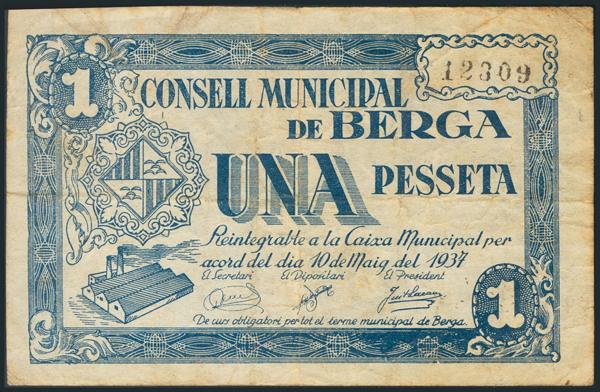 1
12309
CONSELL MUNICIPAL
DE BERGA
UNA PESSETA
Reintegrable a la Caixa Municipal per
acord del dia 10 de Maig del 1937
El Secretari El Dipositari El President
De curs obligatori per tot el terme municipal de Berga.
1